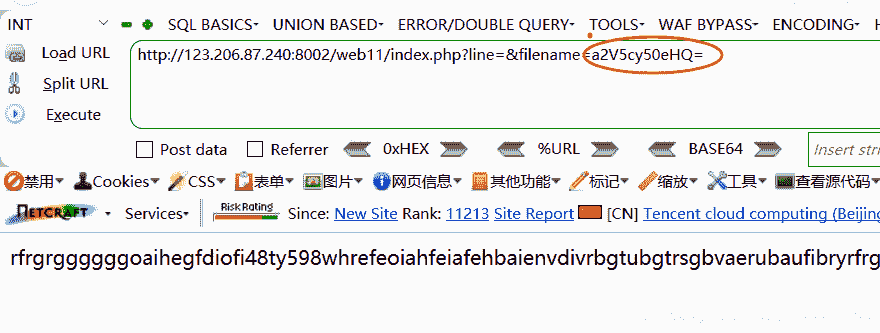 INT SQL BASICS UNION BASED ERROR/DOUBLE QUERY TOOLS WAF BYPASS ENCODING H
Load URL http://123.206.87.240:8002/web11/index.php?line=&filename=a2V5cy50eHQ=
Split URL
Execute
Post data Referrer 0xHEX %URL BASE64 Insert stri
禁用 Cookies CSS 表单 图片 网页信息 其他功能 标记 缩放 工具 查看源代码
NETCRAFT Services Risk Rating Since: New Site Rank: 11213 Site Report [CN] Tencent cloud computing (Beijing
rfrgrggggggoaihegfdiofi48ty598whrefeoiahfeiafehbaienvdivrbgtubgtrsgbvaerubaufibryrfrg